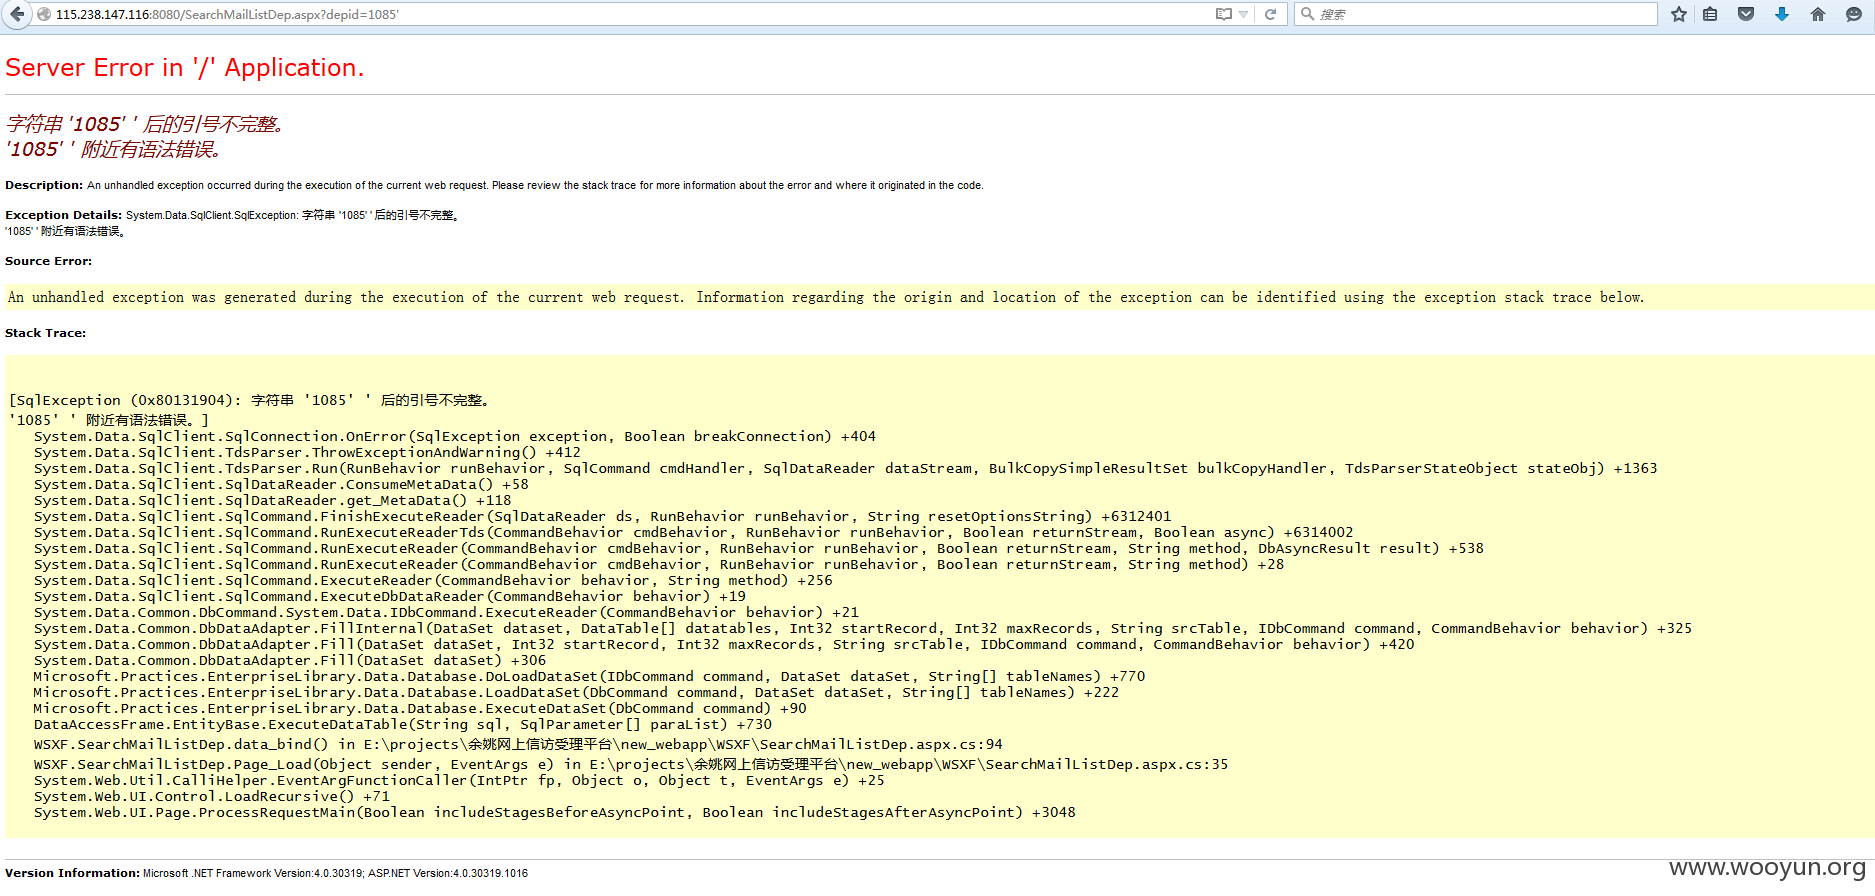 115.238.147.116:8080/SearchMailListDep.aspx?depid=1085'
搜索
Server Error in '/' Application.
字符串 '1085' ' 后的引号不完整。
'1085' ' 附近有语法错误。
Description: An unhandled exception occurred during the execution of the current web request. Please review the stack trace for more information about the error and where it originated in the code.
Exception Details: System.Data.SqlClient.SqlException: 字符串 '1085' ' 后的引号不完整。
'1085' ' 附近有语法错误。
Source Error:
An unhandled exception was generated during the execution of the current web request. Information regarding the origin and location of the exception can be identified using the exception stack trace below.
Stack Trace:
[SqlException (0x80131904): 字符串 '1085' ' 后的引号不完整。
'1085' ' 附近有语法错误。]
System.Data.SqlClient.SqlConnection.OnError(SqlException exception, Boolean breakConnection) +404
System.Data.SqlClient.TdsParser.ThrowExceptionAndWarning() +412
System.Data.SqlClient.TdsParser.Run(RunBehavior runBehavior, SqlCommand cmdHandler, SqlDataReader dataStream, BulkCopySimpleResultSet bulkCopyHandler, TdsParserStateObject stateObj) +1363
System.Data.SqlClient.SqlDataReader.ConsumeMetaData() +58
System.Data.SqlClient.SqlDataReader.get_MetaData() +118
System.Data.SqlClient.SqlCommand.FinishExecuteReader(SqlDataReader ds, RunBehavior runBehavior, String resetOptionsString) +6312401
System.Data.SqlClient.SqlCommand.RunExecuteReaderTds(CommandBehavior cmdBehavior, RunBehavior runBehavior, Boolean returnStream, Boolean async) +6314002
System.Data.SqlClient.SqlCommand.RunExecuteReader(CommandBehavior cmdBehavior, RunBehavior runBehavior, Boolean returnStream, String method, DbAsyncResult result) +538
System.Data.SqlClient.SqlCommand.RunExecuteReader(CommandBehavior cmdBehavior, RunBehavior runBehavior, Boolean returnStream, String method) +28
System.Data.SqlClient.SqlCommand.ExecuteReader(CommandBehavior behavior, String method) +256
System.Data.SqlClient.SqlCommand.ExecuteDbDataReader(CommandBehavior behavior) +19
System.Data.Common.DbCommand.System.Data.IDbCommand.ExecuteReader(CommandBehavior behavior) +21
System.Data.Common.DbDataAdapter.FillInternal(DataSet dataset, DataTable[] datatables, Int32 startRecord, Int32 maxRecords, String srcTable, IDbCommand command, CommandBehavior behavior) +325
System.Data.Common.DbDataAdapter.Fill(DataSet dataSet, Int32 startRecord, Int32 maxRecords, String srcTable, IDbCommand command, CommandBehavior behavior) +420
System.Data.Common.DbDataAdapter.Fill(DataSet dataSet) +306
Microsoft.Practices.EnterpriseLibrary.Data.Database.DoLoadDataSet(IDbCommand command, DataSet dataSet, String[] tableNames) +770
Microsoft.Practices.EnterpriseLibrary.Data.Database.LoadDataSet(DbCommand command, DataSet dataSet, String[] tableNames) +222
Microsoft.Practices.EnterpriseLibrary.Data.Database.ExecuteDataSet(DbCommand command) +90
DataAccessFrame.EntityBase.ExecuteDataTable(String sql, SqlParameter[] paraList) +730
WSXF.SearchMailListDep.data_bind() in E:\projects\余姚网上信访受理平台\new_webapp\WSXF\SearchMailListDep.aspx.cs:94
WSXF.SearchMailListDep.Page_Load(Object sender, EventArgs e) in E:\projects\余姚网上信访受理平台\new_webapp\WSXF\SearchMailListDep.aspx.cs:35
System.Web.Util.CalliHelper.EventArgFunctionCaller(IntPtr fp, Object o, Object t, EventArgs e) +25
System.Web.UI.Control.LoadRecursive() +71
System.Web.UI.Page.ProcessRequestMain(Boolean includeStagesBeforeAsyncPoint, Boolean includeStagesAfterAsyncPoint) +3048
Version Information: Microsoft .NET Framework Version:4.0.30319; ASP.NET Version:4.0.30319.1016
www.wooyun.org